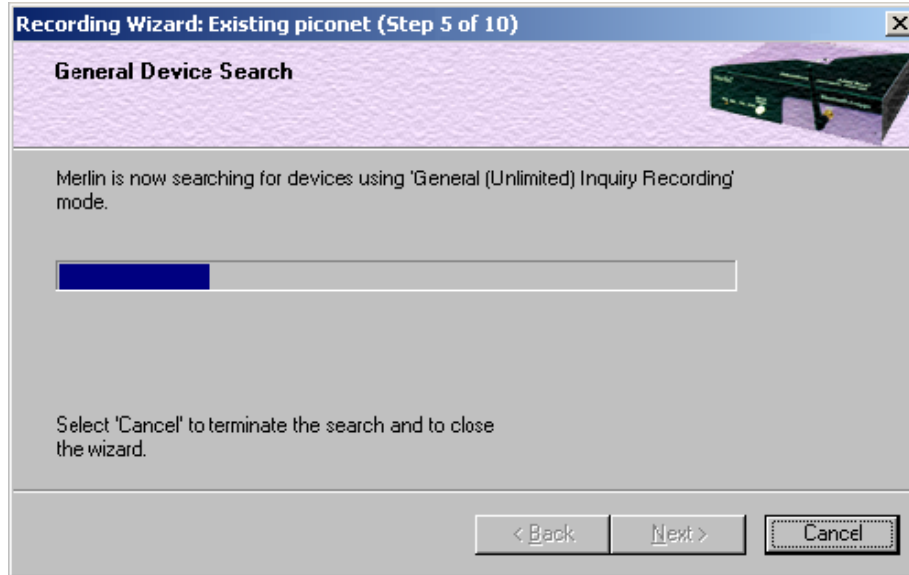 Recording Wizard: Existing piconet (Step 5 of 10)
General Device Search
Merlin is now searching for devices using 'General (Unlimited) Inquiry Recording'
mode.
Select 'Cancel' to terminate the search and to close
the wizard.
< Back Next > Cancel